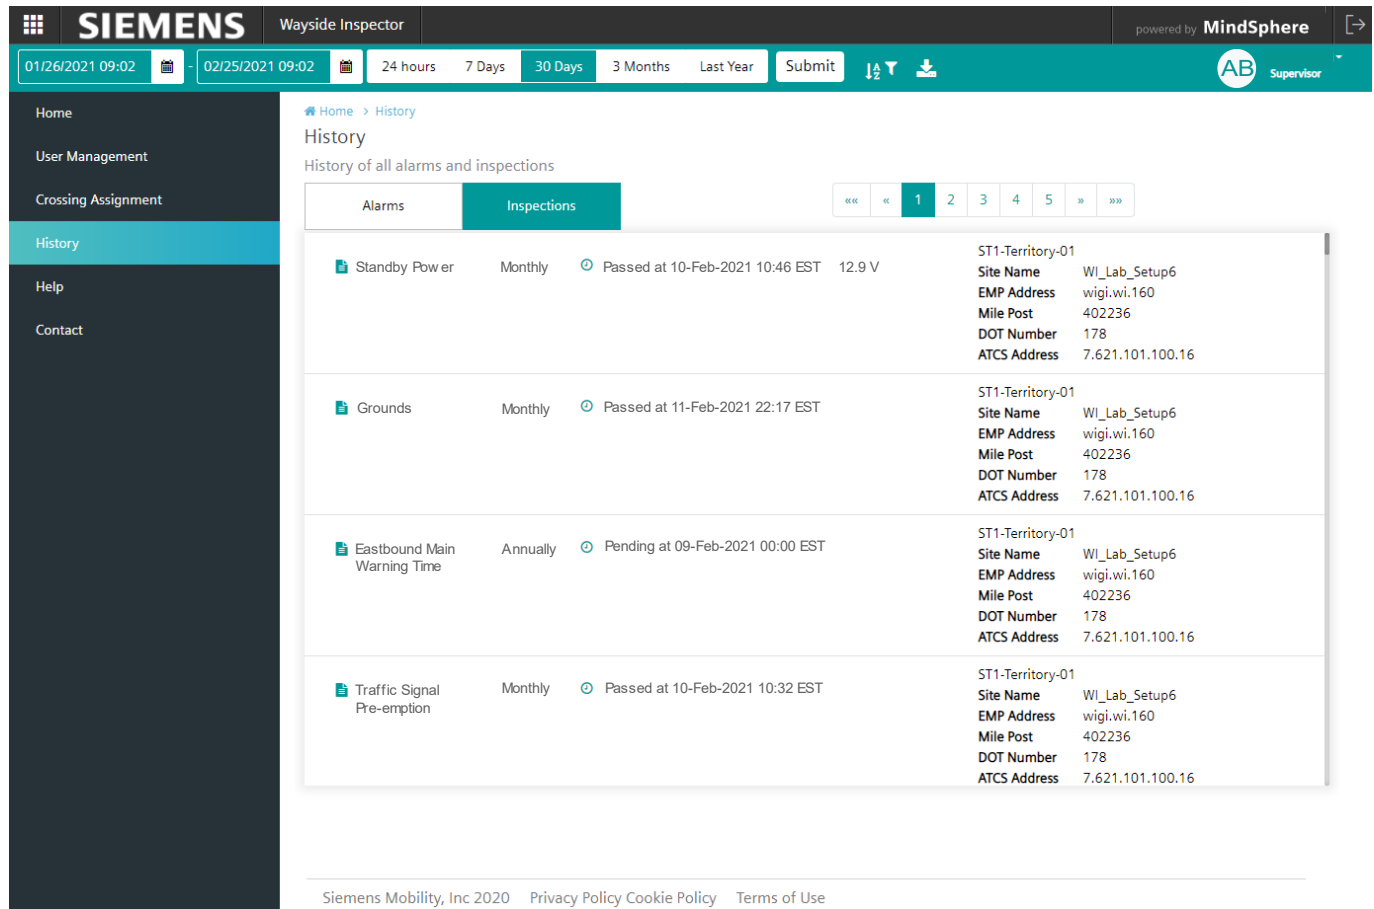 SIEMENS Wayside Inspector powered by MindSphere
01/26/2021 09:02 - 02/25/2021 09:02 24 hours 7 Days 30 Days 3 Months Last Year Submit AB Supervisor
Home
User Management
Crossing Assignment
History
Help
Contact
Home > History
History
History of all alarms and inspections
Alarms Inspections
«« « 1 2 3 4 5 » »»
Standby Power Monthly Passed at 10-Feb-2021 10:46 EST 12.9 V
ST1-Territory-01
Site Name WI_Lab_Setup6
EMP Address wigi.wi.160
Mile Post 402236
DOT Number 178
ATCS Address 7.621.101.100.16
Grounds Monthly Passed at 11-Feb-2021 22:17 EST
ST1-Territory-01
Site Name WI_Lab_Setup6
EMP Address wigi.wi.160
Mile Post 402236
DOT Number 178
ATCS Address 7.621.101.100.16
Eastbound Main Annually Pending at 09-Feb-2021 00:00 EST
Warning Time
ST1-Territory-01
Site Name WI_Lab_Setup6
EMP Address wigi.wi.160
Mile Post 402236
DOT Number 178
ATCS Address 7.621.101.100.16
Traffic Signal Monthly Passed at 10-Feb-2021 10:32 EST
Pre-emption
ST1-Territory-01
Site Name WI_Lab_Setup6
EMP Address wigi.wi.160
Mile Post 402236
DOT Number 178
ATCS Address 7.621.101.100.16
Siemens Mobility, Inc 2020 Privacy Policy Cookie Policy Terms of Use